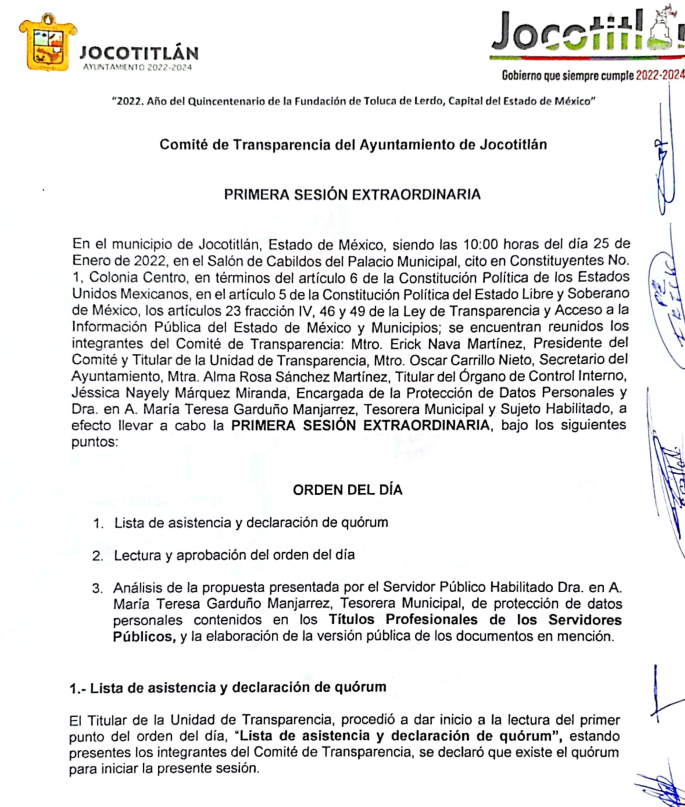 JOCOTITLÁN
AYUNTAMIENTO 2022-2024
Jocotitlán
Gobierno que siempre cumple 2022-2024
"2022. Año del Quincentenario de la Fundación de Toluca de Lerdo, Capital del Estado de México"
Comité de Transparencia del Ayuntamiento de Jocotitlán
PRIMERA SESIÓN EXTRAORDINARIA
En el municipio de Jocotitlán, Estado de México, siendo las 10:00 horas del día 25 de
Enero de 2022, en el Salón de Cabildos del Palacio Municipal, cito en Constituyentes No.
1, Colonia Centro, en términos del artículo 6 de la Constitución Política de los Estados
Unidos Mexicanos, en el artículo 5 de la Constitución Política del Estado Libre y Soberano
de México, los artículos 23 fracción IV, 46 y 49 de la Ley de Transparencia y Acceso a la
Información Pública del Estado de México y Municipios; se encuentran reunidos los
integrantes del Comité de Transparencia: Mtro. Erick Nava Martínez, Presidente del
Comité y Titular de la Unidad de Transparencia, Mtro. Oscar Carrillo Nieto, Secretario del
Ayuntamiento, Mtra. Alma Rosa Sánchez Martínez, Titular del Órgano de Control Interno,
Jéssica Nayely Márquez Miranda, Encargada de la Protección de Datos Personales y
Dra. en A. María Teresa Garduño Manjarrez, Tesorera Municipal y Sujeto Habilitado, a
efecto llevar a cabo la PRIMERA SESIÓN EXTRAORDINARIA, bajo los siguientes
puntos:
ORDEN DEL DÍA
1. Lista de asistencia y declaración de quórum
2. Lectura y aprobación del orden del día
3. Análisis de la propuesta presentada por el Servidor Público Habilitado Dra. en A.
María Teresa Garduño Manjarrez, Tesorera Municipal, de protección de datos
personales contenidos en los Títulos Profesionales de los Servidores
Públicos, y la elaboración de la versión pública de los documentos en mención.
1.- Lista de asistencia y declaración de quórum
El Titular de la Unidad de Transparencia, procedió a dar inicio a la lectura del primer
punto del orden del día, "Lista de asistencia y declaración de quórum", estando
presentes los integrantes del Comité de Transparencia, se declaró que existe el quórum
para iniciar la presente sesión.